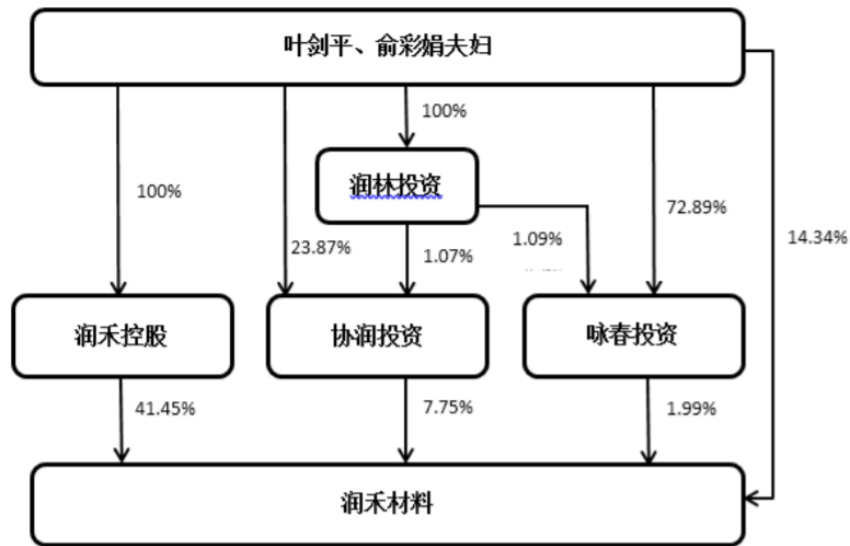 叶剑平、俞彩娟夫妇
100%
润林投资
100%
72.89%
14.34%
23.87%
1.07%
1.09%
润禾控股
协润投资
咏春投资
41.45%
7.75%
1.99%
润禾材料